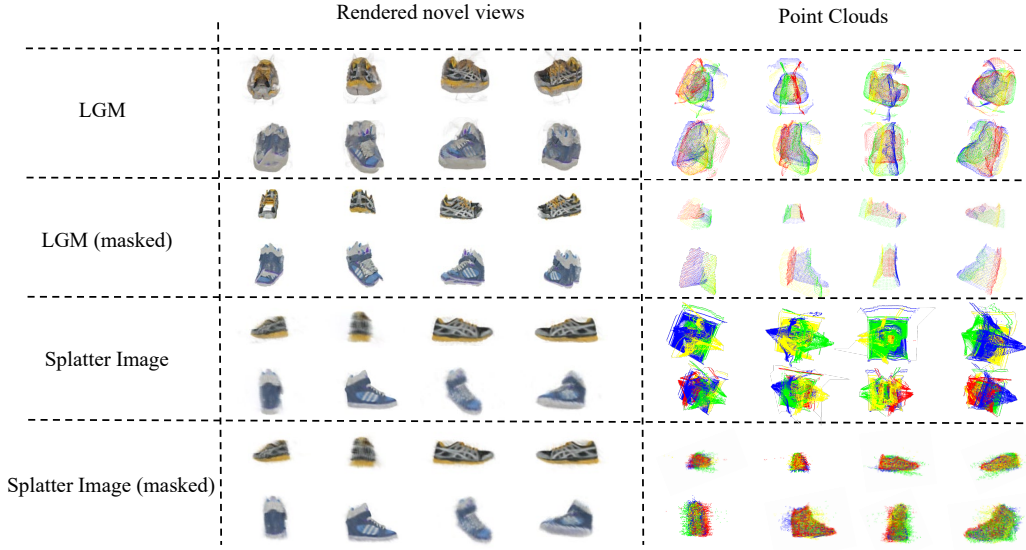 Rendered novel views
Point Clouds
LGM
LGM (masked)
Splatter Image
Splatter Image (masked)